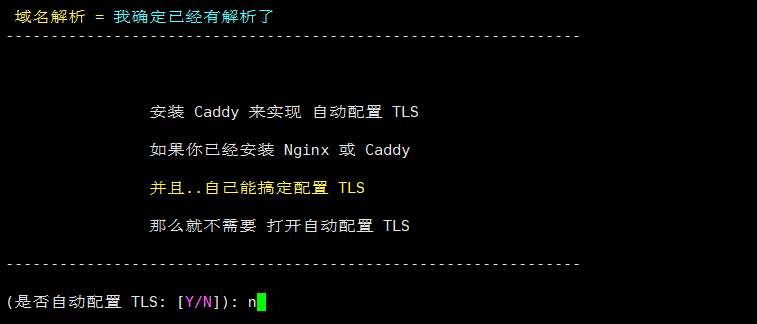 域名解析 = 我确定已经有解析了
----------------------------------------------------------------
安装 Caddy 来实现 自动配置 TLS
如果你已经安装 Nginx 或 Caddy
并且..自己能搞定配置 TLS
那么就不需要 打开自动配置 TLS
----------------------------------------------------------------
(是否自动配置 TLS: [Y/N]): n